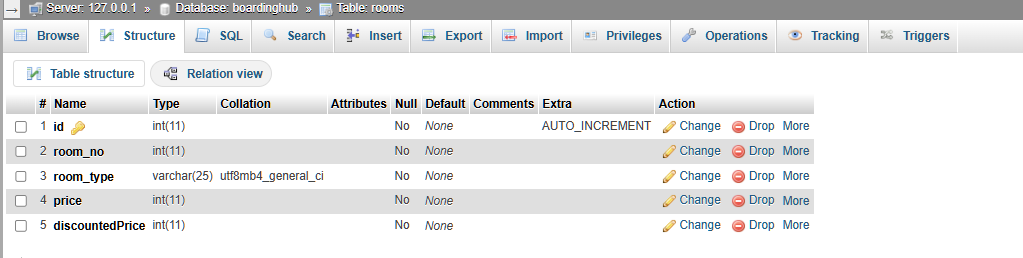 Server: 127.0.0.1 » Database: boardinghub » Table: rooms
Browse Structure SQL Search Insert Export Import Privileges Operations Tracking Triggers
Table structure Relation view
# Name Type Collation Attributes Null Default Comments Extra Action
1 id int(11) No None AUTO_INCREMENT Change Drop More
2 room_no int(11) No None Change Drop More
3 room_type varchar(25) utf8mb4_general_ci No None Change Drop More
4 price int(11) No None Change Drop More
5 discountedPrice int(11) No None Change Drop More